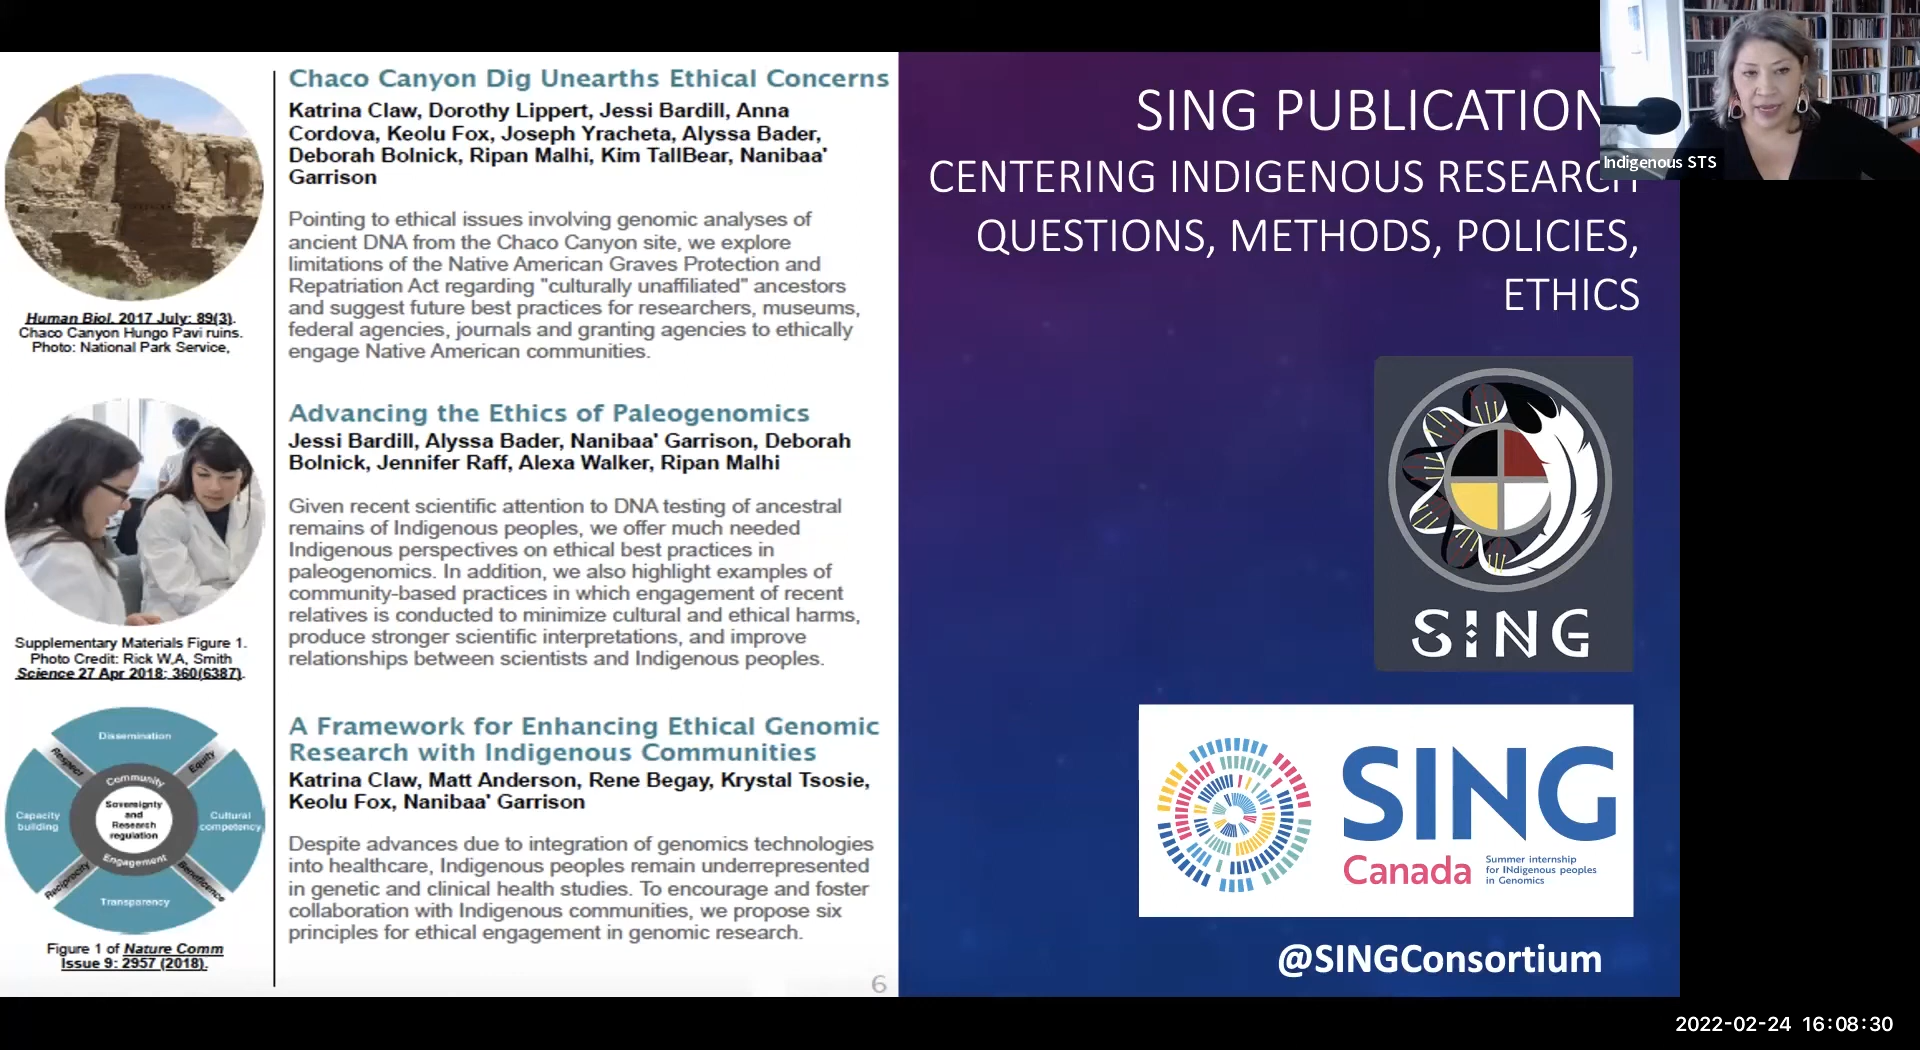 Chaco Canyon Dig Unearths Ethical Concerns
Katrina Claw, Dorothy Lippert, Jessi Bardill, Anna
Cordova, Keolu Fox, Joseph Yracheta, Alyssa Bader,
Deborah Bolnick, Ripan Malhi, Kim TallBear, Nanibaa'
Garrison
Pointing to ethical issues involving genomic analyses of
ancient DNA from the Chaco Canyon site, we explore
limitations of the Native American Graves Protection and
Repatriation Act regarding "culturally unaffiliated" ancestors
and suggest future best practices for researchers, museums,
federal agencies, journals and granting agencies to ethically
engage Native American communities.
Human Biol. 2017 July; 89(3).
Chaco Canyon Hungo Pavi ruins.
Photo: National Park Service,
Advancing the Ethics of Paleogenomics
Jessi Bardill, Alyssa Bader, Nanibaa' Garrison, Deborah
Bolnick, Jennifer Raff, Alexa Walker, Ripan Malhi
Given recent scientific attention to DNA testing of ancestral
remains of Indigenous peoples, we offer much needed
Indigenous perspectives on ethical best practices in
paleogenomics. In addition, we also highlight examples of
community-based practices in which engagement of recent
relatives is conducted to minimize cultural and ethical harms,
produce stronger scientific interpretations, and improve
relationships between scientists and Indigenous peoples.
Supplementary Materials Figure 1.
Photo Credit: Rick W.A, Smith
Science 27 Apr 2018: 360(6387).
A Framework for Enhancing Ethical Genomic
Research with Indigenous Communities
Katrina Claw, Matt Anderson, Rene Begay, Krystal Tsosie,
Keolu Fox, Nanibaa' Garrison
Despite advances due to integration of genomics technologies
into healthcare, Indigenous peoples remain underrepresented
in genetic and clinical health studies. To encourage and foster
collaboration with Indigenous communities, we propose six
principles for ethical engagement in genomic research.
Dissemination
Respect
Equity
Community
Sovereignty
and
Research
regulation
Capacity
building
Cultural
competency
Engagement
Reciprocity
Beneficence
Transparency
Figure 1 of Nature Comm
Issue 9: 2957 (2018).
6
SING PUBLICATION
CENTERING INDIGENOUS RESEARCH
QUESTIONS, METHODS, POLICIES,
ETHICS
SING
SING
Canada
Summer internship
for INdigenous peoples
in Genomics
@SINGConsortium
Indigenous STS
2022-02-24 16:08:30